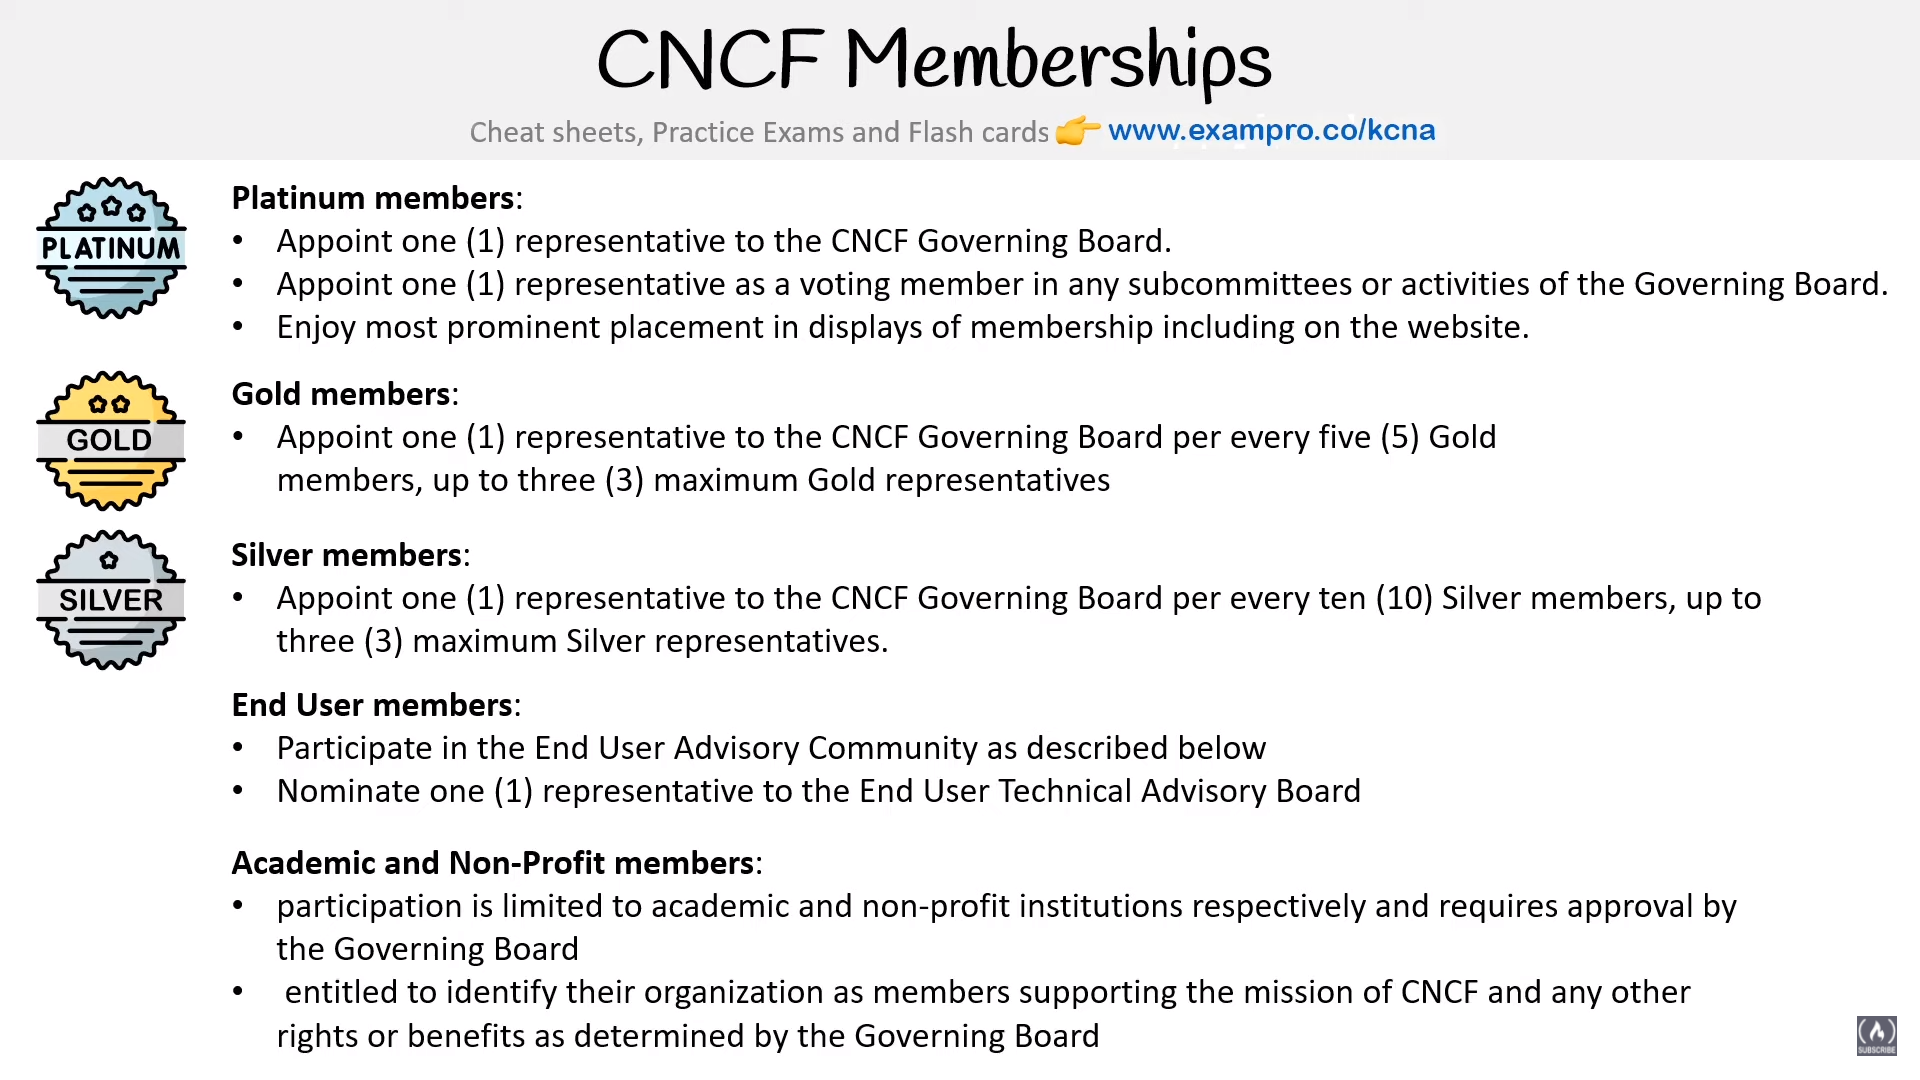 CNCF Memberships
Cheat sheets, Practice Exams and Flash cards 👉 www.exampro.co/kcna
PLATINUM
Platinum members:
• Appoint one (1) representative to the CNCF Governing Board.
• Appoint one (1) representative as a voting member in any subcommittees or activities of the Governing Board.
• Enjoy most prominent placement in displays of membership including on the website.
GOLD
Gold members:
• Appoint one (1) representative to the CNCF Governing Board per every five (5) Gold
members, up to three (3) maximum Gold representatives
SILVER
Silver members:
• Appoint one (1) representative to the CNCF Governing Board per every ten (10) Silver members, up to
three (3) maximum Silver representatives.
End User members:
• Participate in the End User Advisory Community as described below
• Nominate one (1) representative to the End User Technical Advisory Board
Academic and Non-Profit members:
• participation is limited to academic and non-profit institutions respectively and requires approval by
the Governing Board
• entitled to identify their organization as members supporting the mission of CNCF and any other
rights or benefits as determined by the Governing Board
SUBSCRIBE